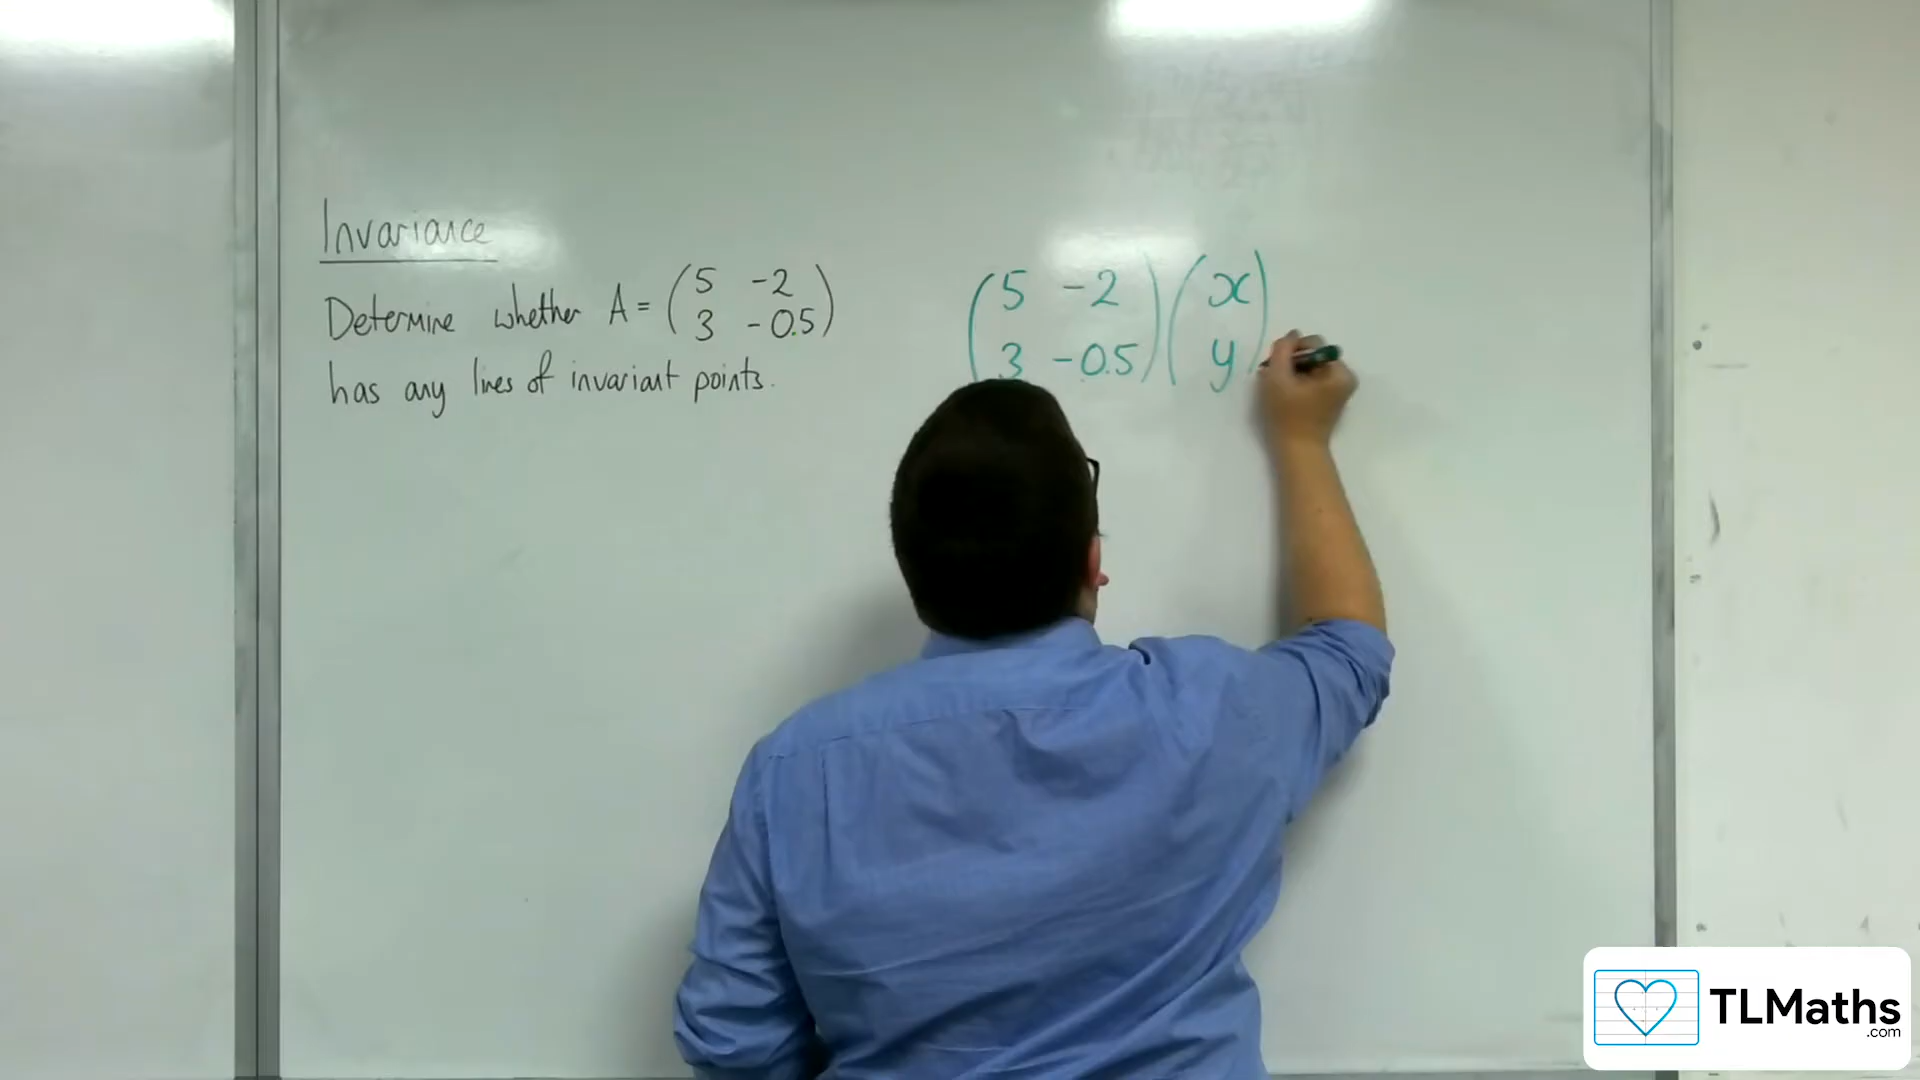 Invariance
Determine whether A = (5 -2
3 -0.5)
has any lines of invariant points.
(5 -2) (x)
(3 -0.5) (y)
TLMaths
.com